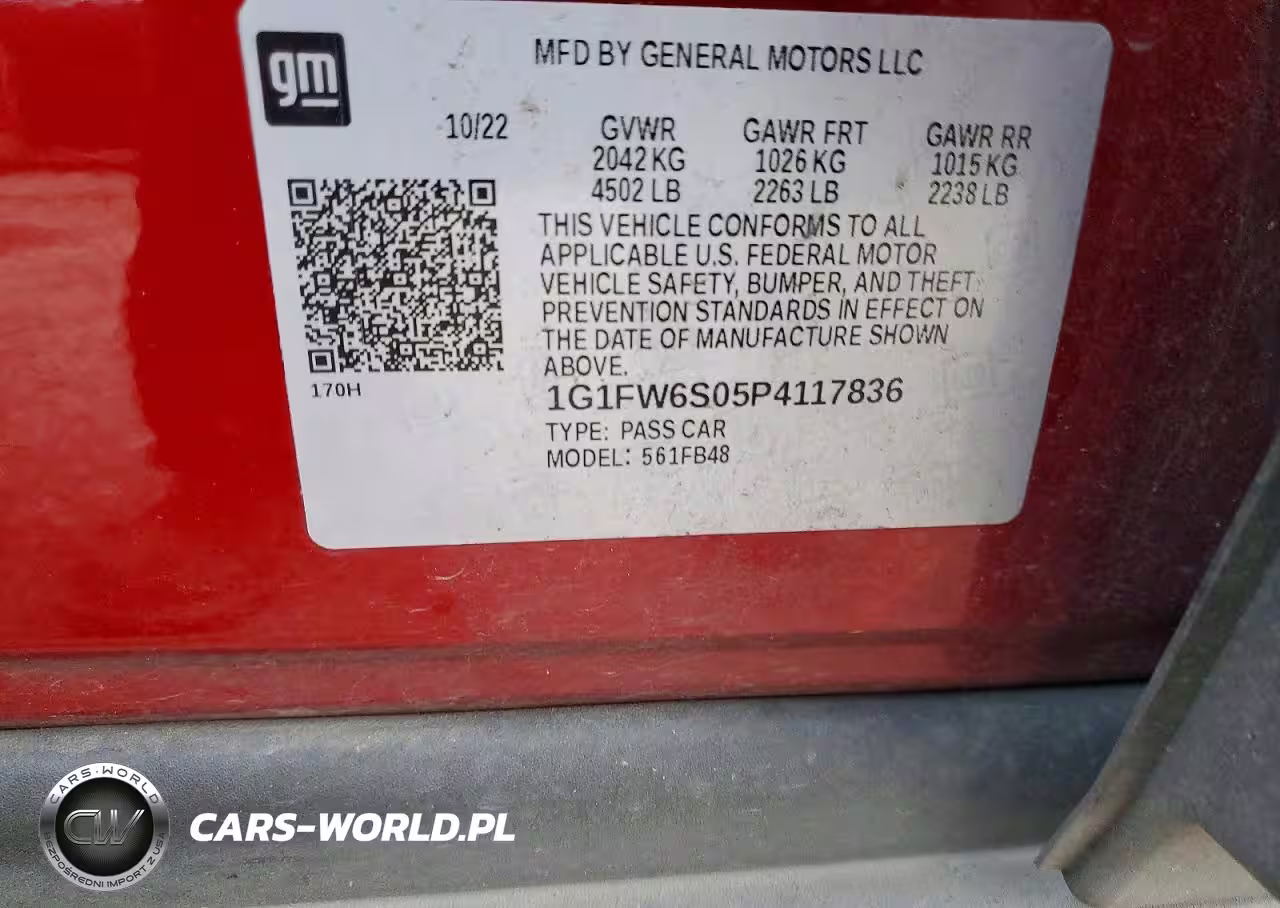 gm
MFD BY GENERAL MOTORS LLC
10/22 GVWR GAWR FRT GAWR RR
2042 KG 1026 KG 1015 KG
4502 LB 2263 LB 2238 LB
THIS VEHICLE CONFORMS TO ALL
APPLICABLE U.S. FEDERAL MOTOR
VEHICLE SAFETY, BUMPER, AND THEFT
PREVENTION STANDARDS IN EFFECT ON
THE DATE OF MANUFACTURE SHOWN
ABOVE.
170H
1G1FW6S05P4117836
TYPE: PASS CAR
MODEL: 561FB48
CARS-WORLD
CW
BEZPOŚREDNI IMPORT Z USA
CARS-WORLD.PL